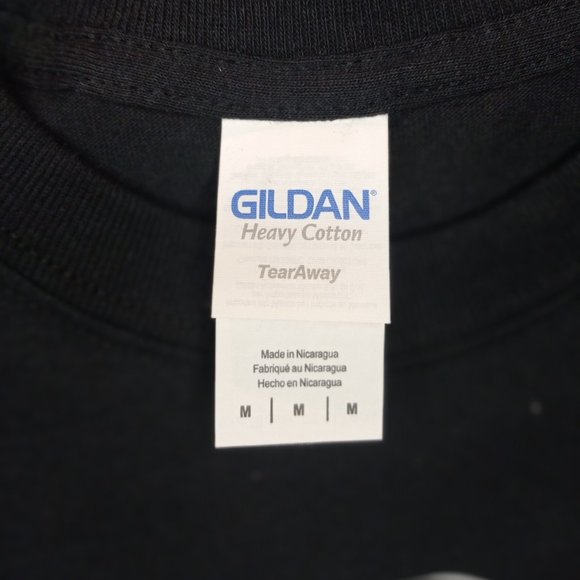 GILDAN®
Heavy Cotton
TearAway
Made in Nicaragua
Fabriqué au Nicaragua
Hecho en Nicaragua
M | M | M